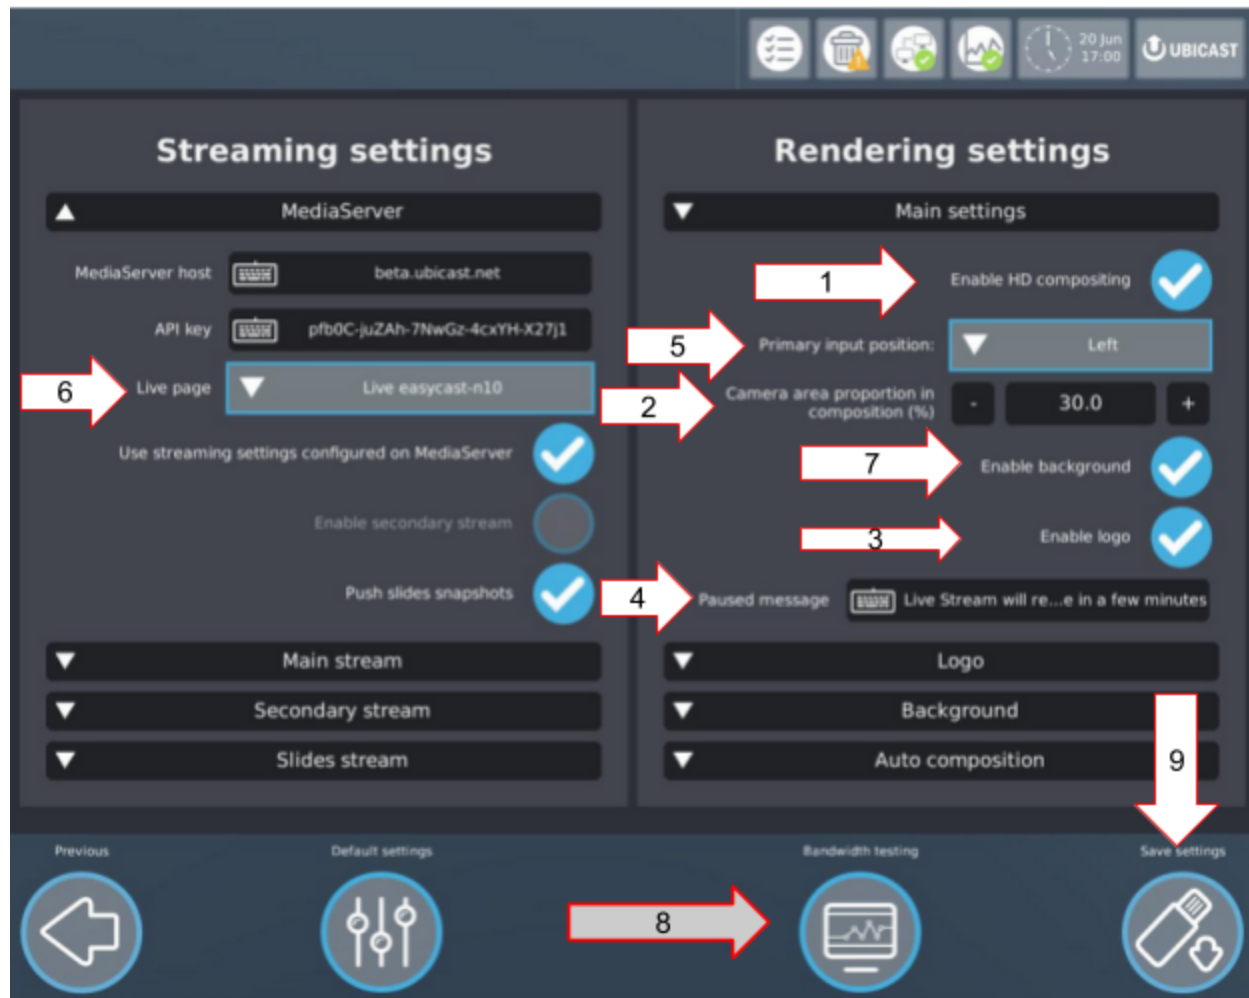 20 Jun
17:00
UBICAST
Streaming settings
MediaServer
MediaServer host
beta.ubicast.net
API key
pfb0C-juZAh-7NwGz-4cxYH-X27j1
6
Live page
Live easycast-n10
Use streaming settings configured on MediaServer
Enable secondary stream
Push slides snapshots
Main stream
Secondary stream
Slides stream
Rendering settings
Main settings
1
Enable HD compositing
5
Primary input position:
Left
2
Camera area proportion in
composition (%)
-
30.0
+
7
Enable background
3
Enable logo
4
Paused message
Live Stream will re...e in a few minutes
Logo
Background
Auto composition
9
Previous
Default settings
8
Bandwidth testing
Save settings